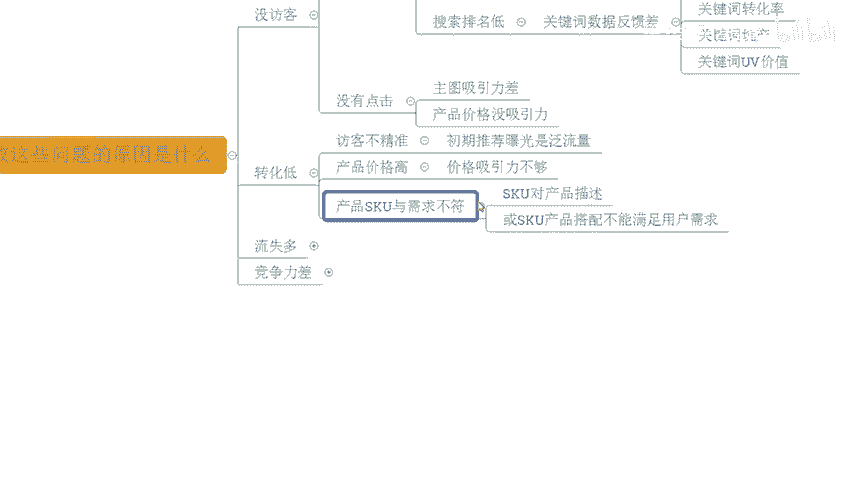 关键词转化率
没访客
搜索排名低
关键词数据反馈差
关键词UV价值
主图吸引力差
没有点击
产品价格没吸引力
访客不精准
初期推荐曝光是泛流量
这些问题的原因是什么
转化低
产品价格高
价格吸引力不够
SKU对产品描述
产品SKU与需求不符
或SKU产品搭配不能满足用户需求
流失多
竞争力差